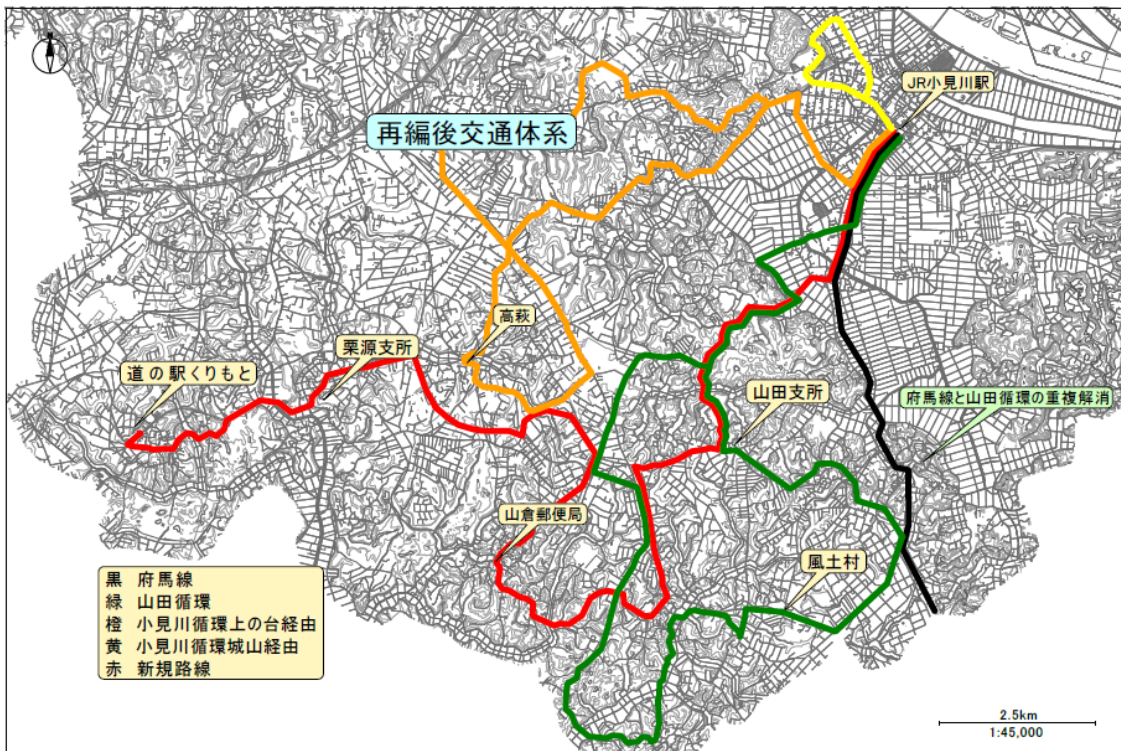 JR小見川駅
再編後交通体系
高萩
栗源支所
道の駅くりもと
山田支所
府馬線と山田循環の重複解消
山倉郵便局
風土村
黒 府馬線
緑 山田循環
橙 小見川循環上の台経由
黄 小見川循環城山経由
赤 新規路線
2.5km
1:45,000